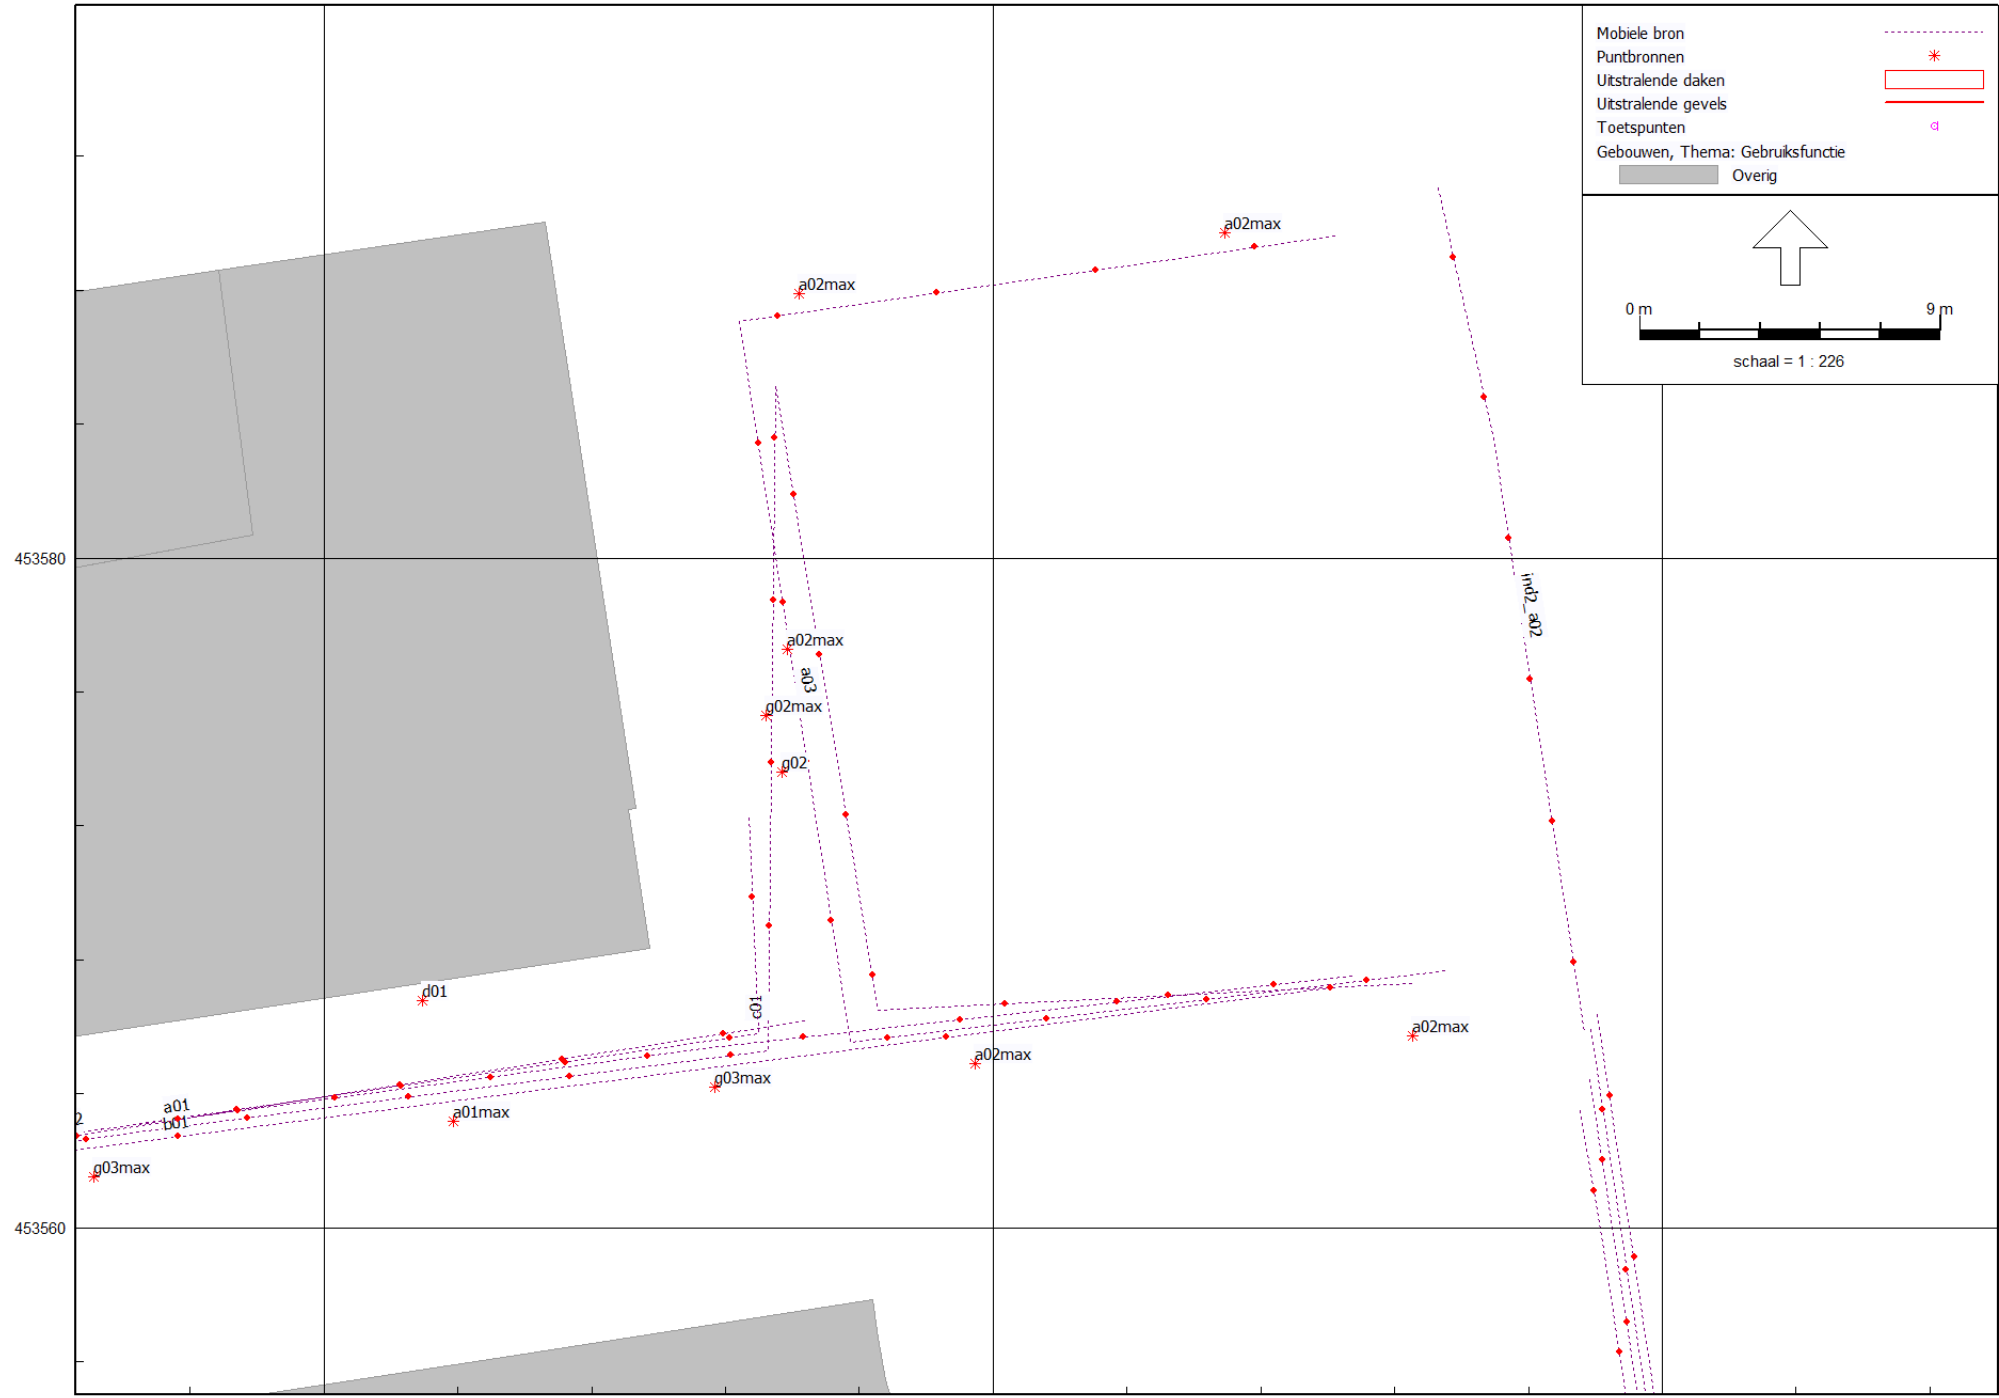 Mobiele bron
Puntbronnen
Uitstralende daken
Uitstralende gevels
Toetspunten
Gebouwen, Thema: Gebruiksfunctie
Overig
0 m
9 m
schaal = 1 : 226
a02max
a02max
453580
ind2_a02
a02max
a03
g02max
g02
d01
c01
a02max
a02max
g03max
a01
a01max
2
b01
g03max
453560